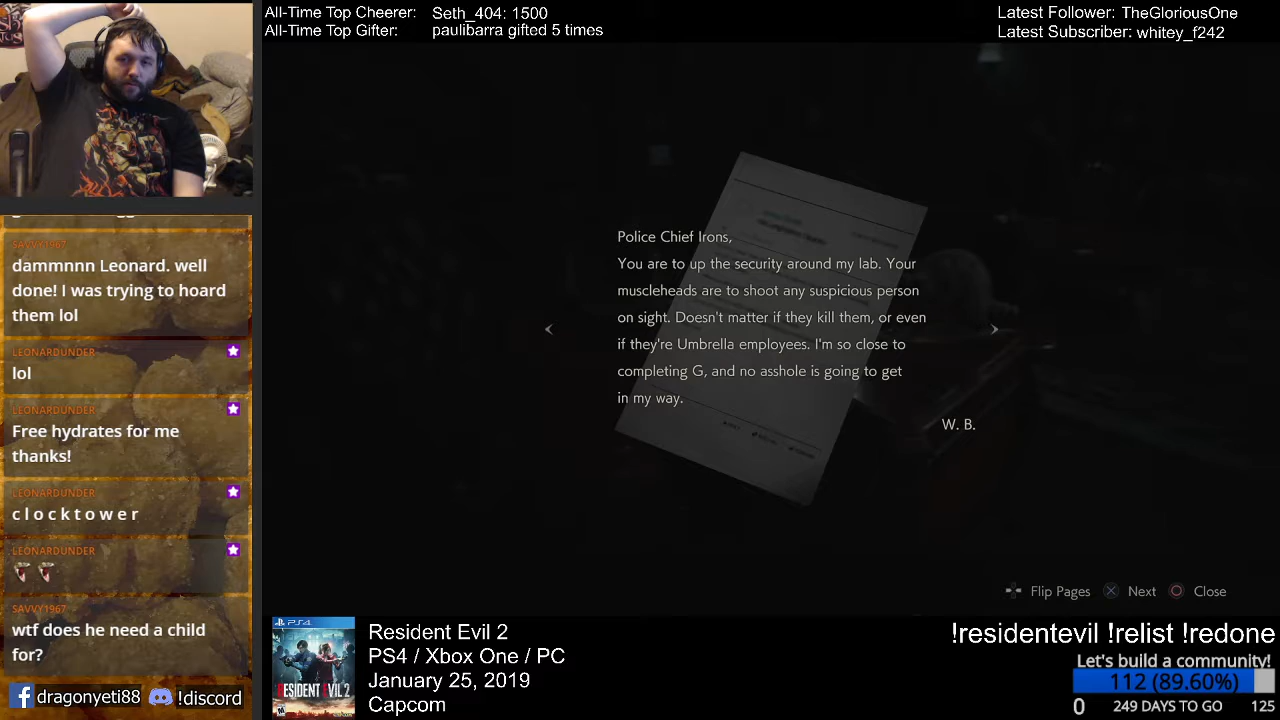 All-Time Top Cheerer: Seth_404: 1500
All-Time Top Gifter: paulibarra gifted 5 times
Latest Follower: TheGloriousOne
Latest Subscriber: whitey_f242
SAVVY1967
dammnnn Leonard. well
done! I was trying to hoard
them lol
LEONARDUNDER
lol
LEONARDUNDER
Free hydrates for me
thanks!
LEONARDUNDER
c l o c k t o w e r
LEONARDUNDER
SAVVY1967
wtf does he need a child
for?
dragonyeti88 !discord
Police Chief Irons,
You are to up the security around my lab. Your
muscleheads are to shoot any suspicious person
on sight. Doesn't matter if they kill them, or even
if they're Umbrella employees. I'm so close to
completing G, and no asshole is going to get
in my way.
W. B.
Flip Pages Next Close
PS4
RESIDENT EVIL 2
Resident Evil 2
PS4 / Xbox One / PC
January 25, 2019
Capcom
!residentevil !relist !redone
Let's build a community!
112 (89.60%)
0 249 DAYS TO GO 125